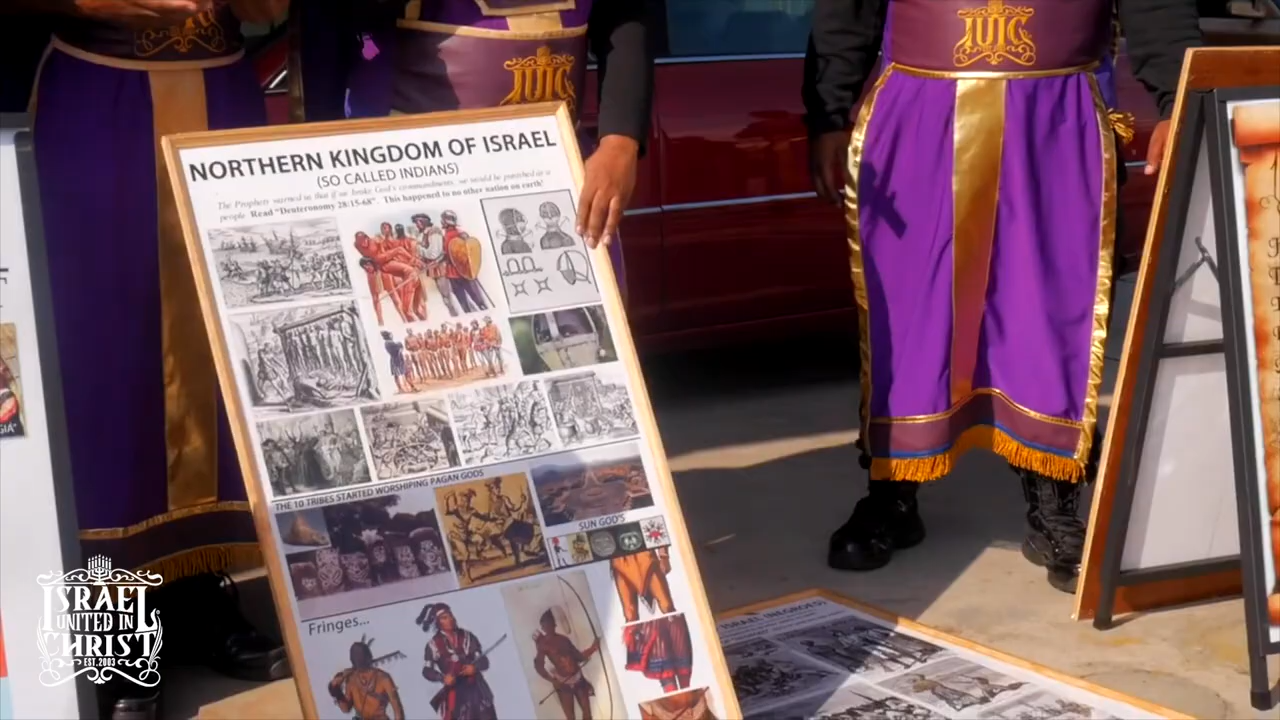 IUIC
IUIC
NORTHERN KINGDOM OF ISRAEL
(SO CALLED INDIANS)
The Prophets warned us that if we broke God's commandments, we would be punished as a
people. Read "Deuteronomy 28:15-68". This happened to no other nation on earth!
THE 10 TRIBES STARTED WORSHIPING PAGAN GODS
SUN GOD'S
Fringes...
ISRAEL (NEGROES)
ISRAEL
UNITED IN
CHRIST
EST. 2003